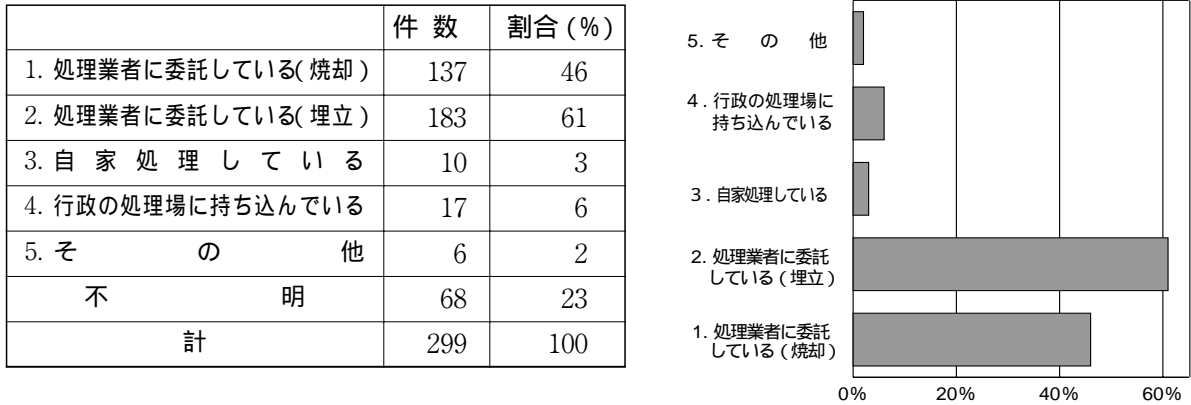 件 数 割合(%)
1. 処理業者に委託している(焼却) 137 46
2. 処理業者に委託している(埋立) 183 61
3. 自 家 処 理 し て い る 10 3
4. 行政の処理場に持ち込んでいる 17 6
5. そ の 他 6 2
不 明 68 23
計 299 100
5. そ の 他
4. 行政の処理場に
持ち込んでいる
3. 自家処理している
2. 処理業者に委託
している(埋立)
1. 処理業者に委託
している(焼却)
0% 20% 40% 60%